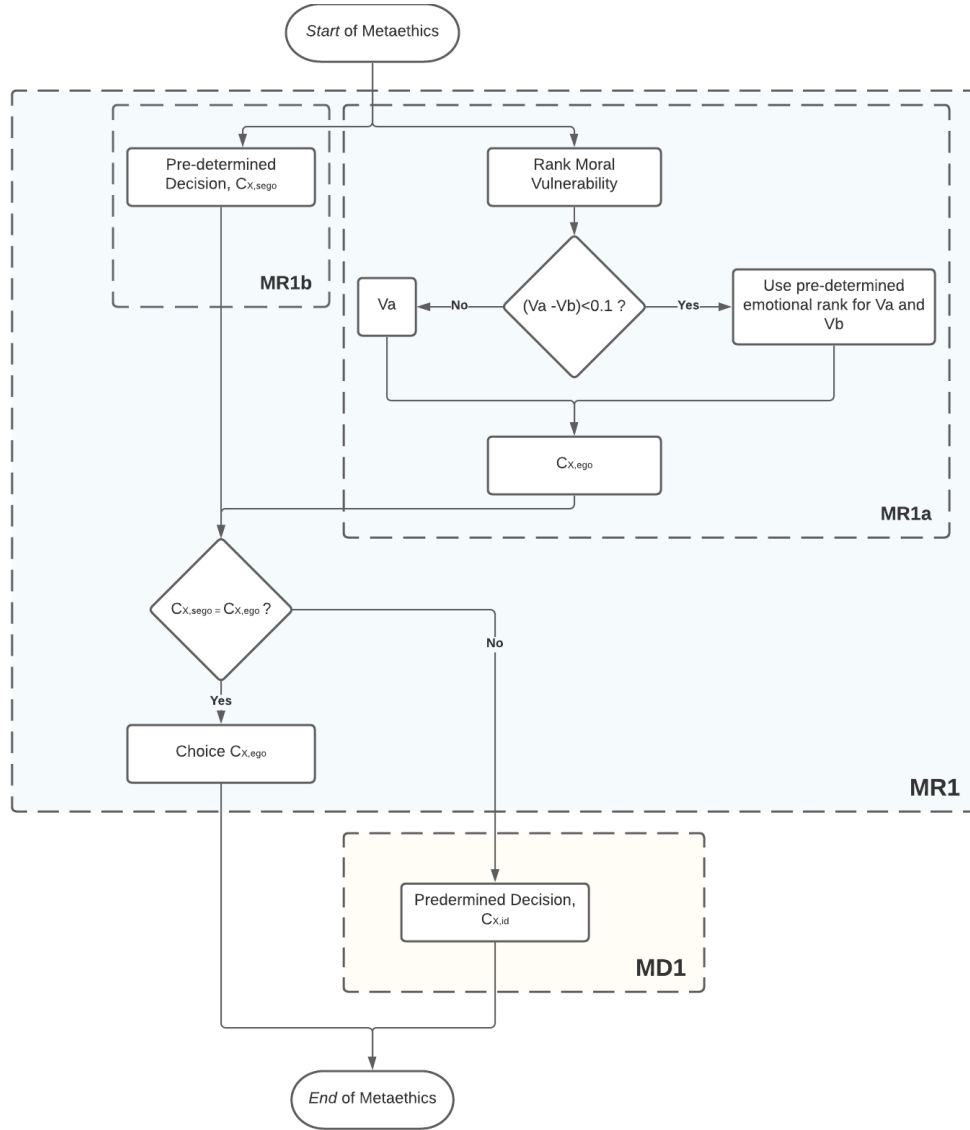 Start of Metaethics
Pre-determined
Decision, CX,sego
MR1b
Rank Moral
Vulnerability
(Va -Vb)<0.1 ?
No
Yes
Va
Use pre-determined
emotional rank for Va and
Vb
CX,ego
MR1a
CX,sego = CX,ego ?
No
Yes
Choice CX,ego
MR1
Predermined Decision,
CX,id
MD1
End of Metaethics